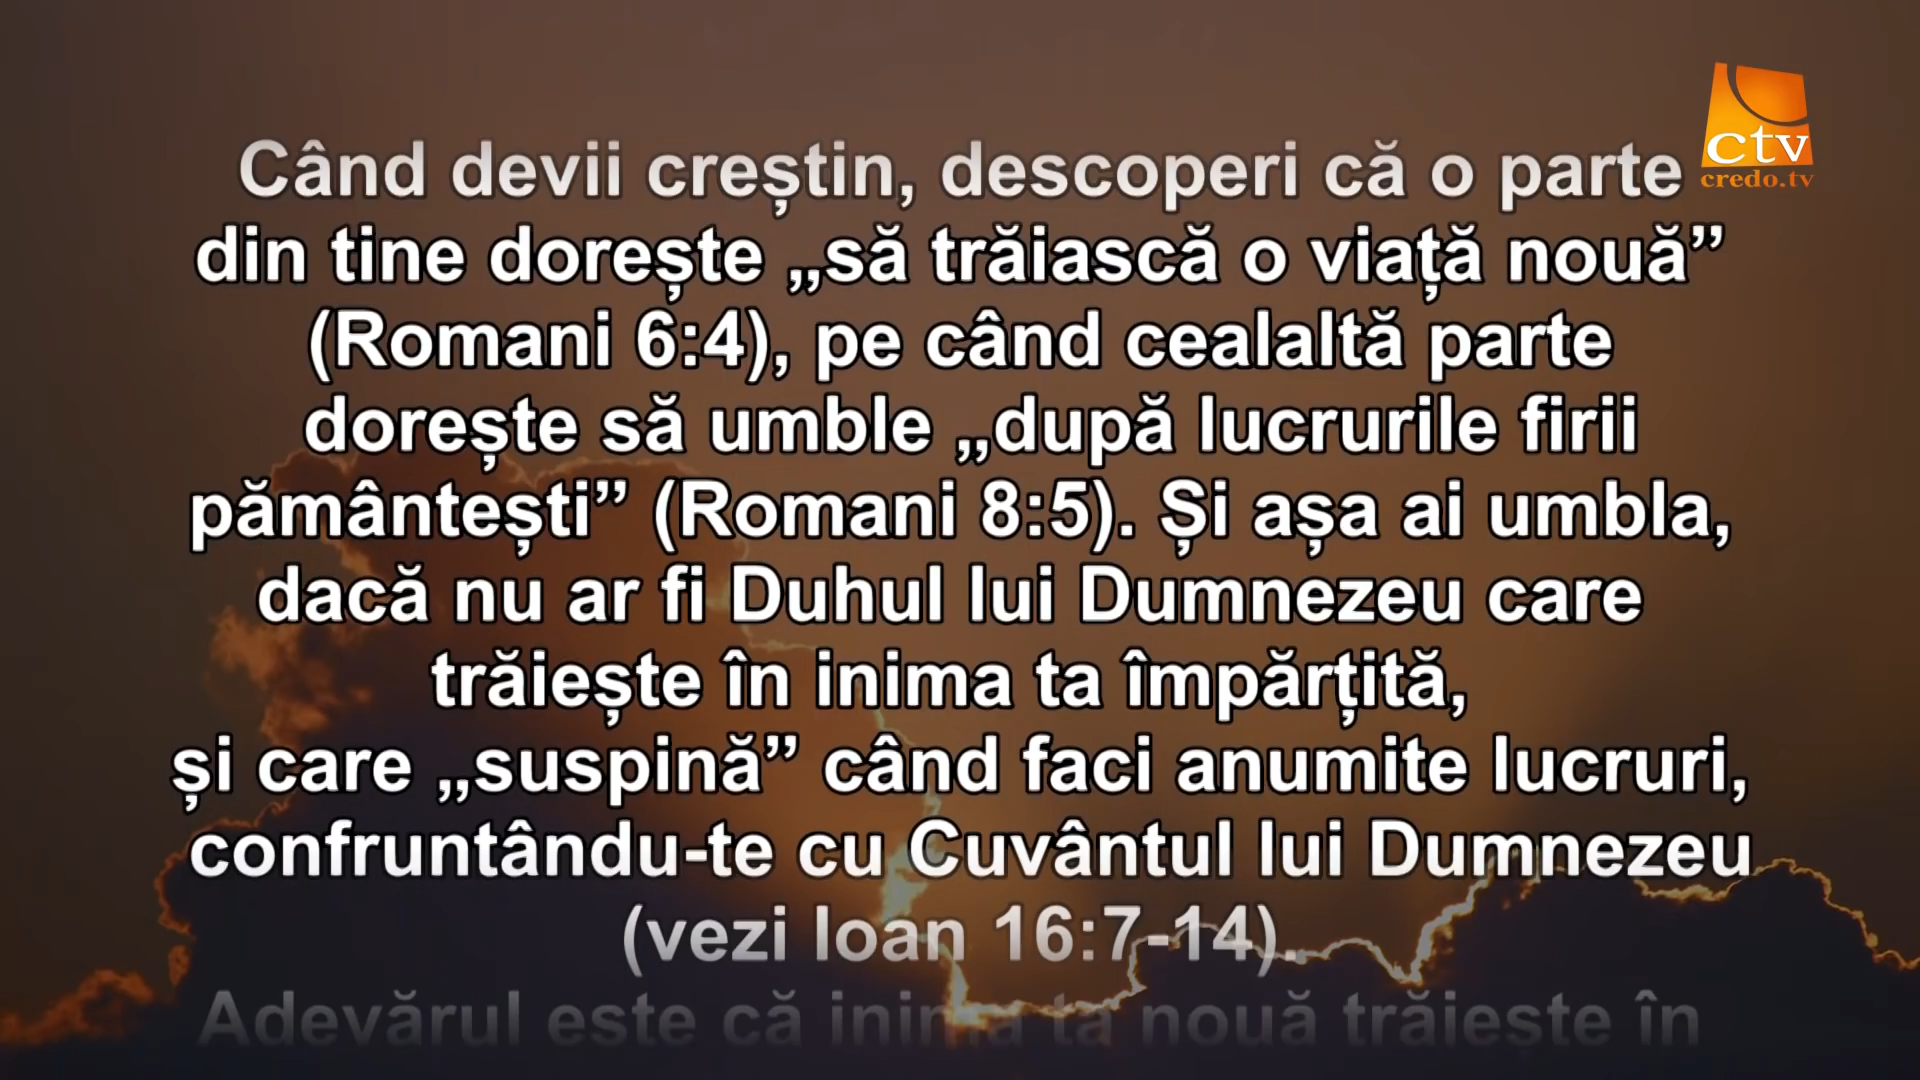 ctv
credo.tv
Când devii creștin, descoperi că o parte
din tine dorește „să trăiască o viață nouă”
(Romani 6:4), pe când cealaltă parte
dorește să umble „după lucrurile firii
pământești” (Romani 8:5). Și așa ai umbla,
dacă nu ar fi Duhul lui Dumnezeu care
trăiește în inima ta împărțită,
și care „suspină” când faci anumite lucruri,
confruntându-te cu Cuvântul lui Dumnezeu
(vezi Ioan 16:7-14).
Adevărul este că inima ta nouă trăiește în